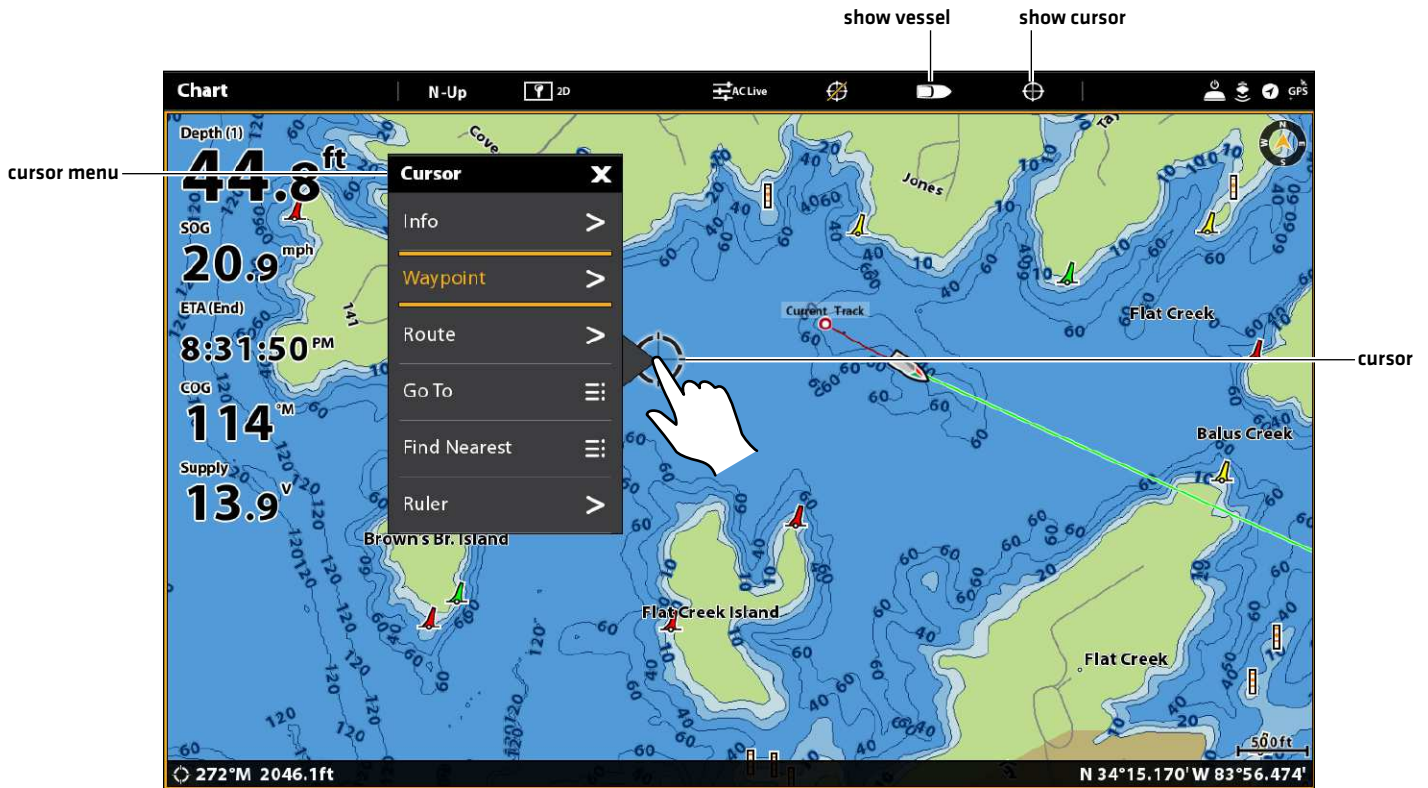 show vessel
show cursor
Chart
N-Up
2D
AC Live
GPS
Depth (1)
44.8 ft
SOG
20.9 mph
ETA (End)
8:31:50 PM
COG
114 °M
Supply
13.9 V
cursor menu
Cursor X
Info >
Waypoint >
Route >
Go To
Find Nearest
Ruler >
cursor
Cove
Jones
141
Current Track
Flat Creek
Balus Creek
Brown's Br. Island
Flat Creek Island
Flat Creek
N
E
S
W
500ft
272°M 2046.1ft
N 34°15.170' W 83°56.474'